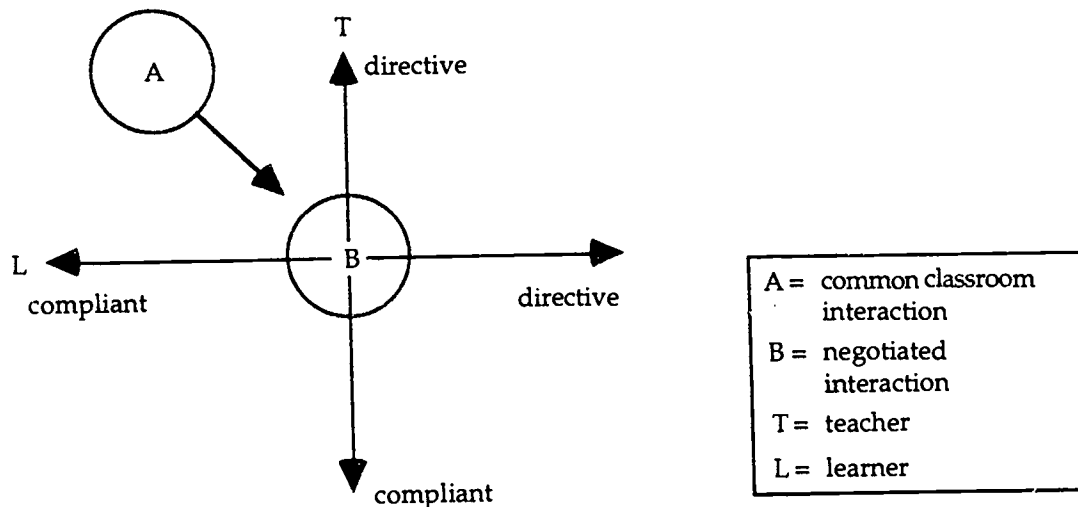 T
directive
A
L
B
compliant
directive
compliant
A = common classroom
interaction
B = negotiated
interaction
T = teacher
L = learner